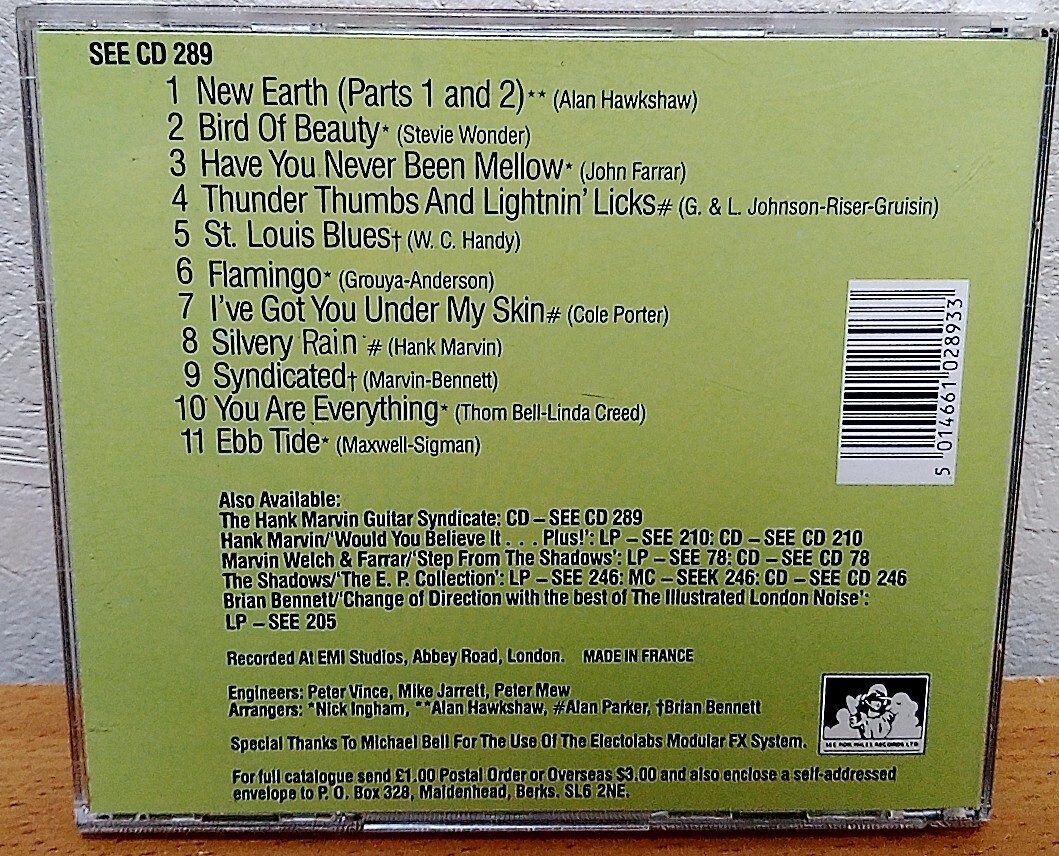 SEE CD 289
1 New Earth (Parts 1 and 2)** (Alan Hawkshaw)
2 Bird Of Beauty* (Stevie Wonder)
3 Have You Never Been Mellow* (John Farrar)
4 Thunder Thumbs And Lightnin' Licks# (G. & L. Johnson-Riser-Gruisin)
5 St. Louis Blues† (W. C. Handy)
6 Flamingo* (Grouya-Anderson)
7 I've Got You Under My Skin# (Cole Porter)
8 Silvery Rain # (Hank Marvin)
9 Syndicated† (Marvin-Bennett)
10 You Are Everything* (Thom Bell-Linda Creed)
11 Ebb Tide* (Maxwell-Sigman)
5 014661 028933
Also Available:
The Hank Marvin Guitar Syndicate: CD – SEE CD 289
Hank Marvin/'Would You Believe It . . . Plus!': LP – SEE 210: CD – SEE CD 210
Marvin Welch & Farrar/'Step From The Shadows': LP – SEE 78: CD – SEE CD 78
The Shadows/'The E. P. Collection': LP – SEE 246: MC – SEEK 246: CD – SEE CD 246
Brian Bennett/'Change of Direction with the best of The Illustrated London Noise':
LP – SEE 205
Recorded At EMI Studios, Abbey Road, London. MADE IN FRANCE
Engineers: Peter Vince, Mike Jarrett, Peter Mew
Arrangers: *Nick Ingham, **Alan Hawkshaw, #Alan Parker, †Brian Bennett
Special Thanks To Michael Bell For The Use Of The Electolabs Modular FX System.
SEE FOR MILES RECORDS LTD
For full catalogue send £1.00 Postal Order or Overseas $3.00 and also enclose a self-addressed
envelope to P. O. Box 328, Maidenhead, Berks. SL6 2NE.